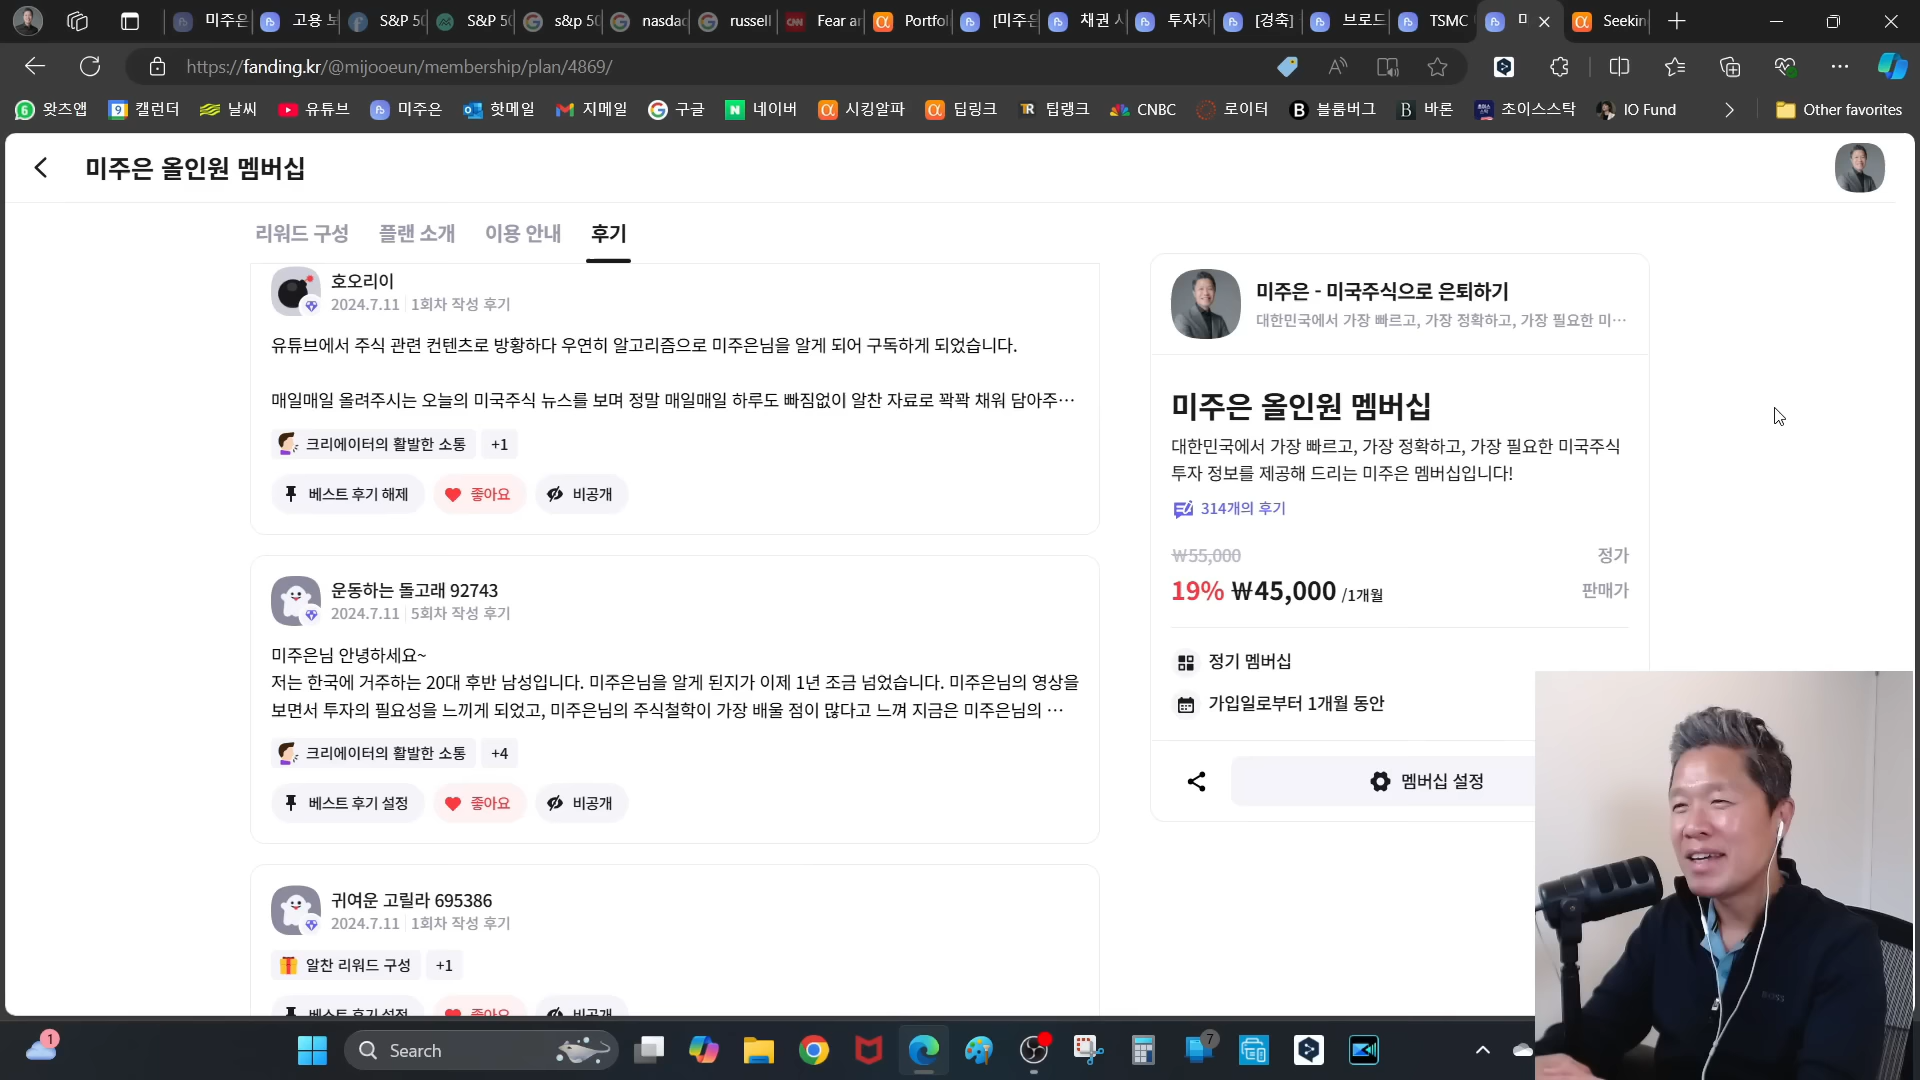 미주은
고용 보
S&P 50
S&P 50
s&p 50
nasdaq
russell
Fear an
Portfol
[미주은
채권 시
투자자
[경축]
브로드
TSMC
Seekin
https://fanding.kr/@mijooeun/membership/plan/4869/
왓츠앱
캘린더
날씨
유튜브
미주은
핫메일
지메일
구글
네이버
시킹알파
딥링크
팁랭크
CNBC
로이터
블룸버그
바론
초이스스탁
IO Fund
Other favorites
미주은 올인원 멤버십
리워드 구성 플랜 소개 이용 안내 후기
호오리이
2024.7.11 1회차 작성 후기
유튜브에서 주식 관련 컨텐츠로 방황하다 우연히 알고리즘으로 미주은님을 알게 되어 구독하게 되었습니다.
매일매일 올려주시는 오늘의 미국주식 뉴스를 보며 정말 매일매일 하루도 빠짐없이 알찬 자료로 꽉꽉 채워 담아주…
크리에이터의 활발한 소통 +1
베스트 후기 해제 좋아요 비공개
운동하는 돌고래 92743
2024.7.11 5회차 작성 후기
미주은님 안녕하세요~
저는 한국에 거주하는 20대 후반 남성입니다. 미주은님을 알게 된지가 이제 1년 조금 넘었습니다. 미주은님의 영상을
보면서 투자의 필요성을 느끼게 되었고, 미주은님의 주식철학이 가장 배울 점이 많다고 느껴 지금은 미주은님의 …
크리에이터의 활발한 소통 +4
베스트 후기 설정 좋아요 비공개
귀여운 고릴라 695386
2024.7.11 1회차 작성 후기
알찬 리워드 구성 +1
베스트 후기 설정 좋아요 비공개
미주은 - 미국주식으로 은퇴하기
대한민국에서 가장 빠르고, 가장 정확하고, 가장 필요한 미…
미주은 올인원 멤버십
대한민국에서 가장 빠르고, 가장 정확하고, 가장 필요한 미국주식
투자 정보를 제공해 드리는 미주은 멤버십입니다!
314개의 후기
₩55,000 정가
19% ₩45,000 /1개월 판매가
정기 멤버십
가입일로부터 1개월 동안
멤버십 설정
BOSS
1
Search
7